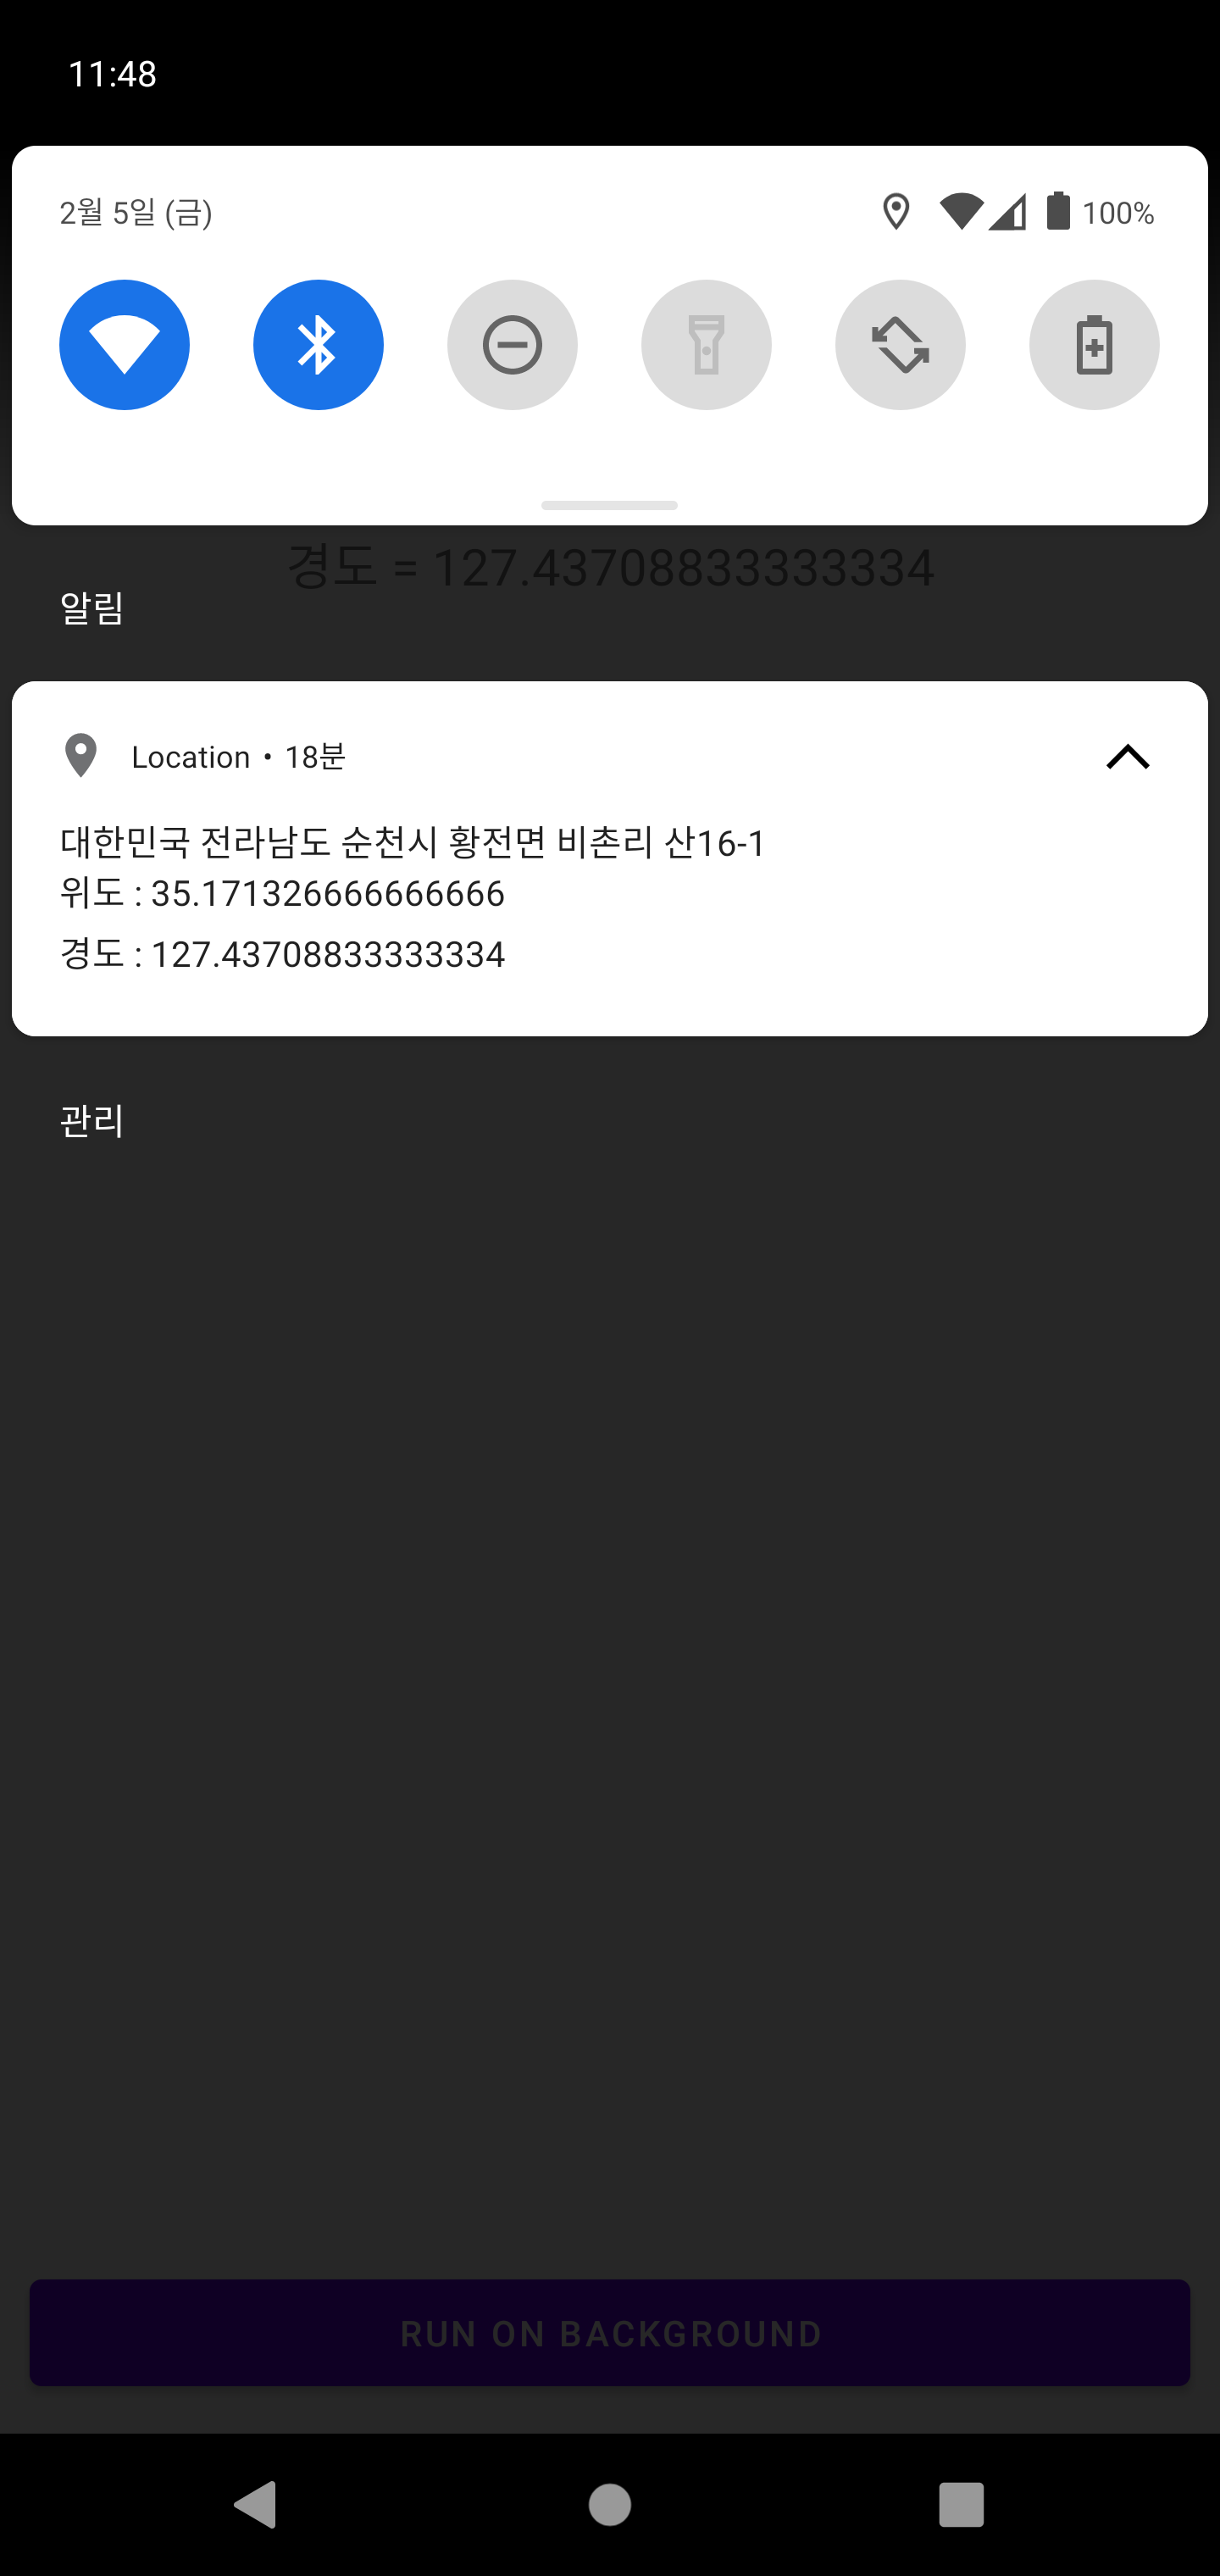 11:48
2월 5일 (금)
100%
경도 = 127.43708833333334
알림
Location • 18분
대한민국 전라남도 순천시 황전면 비촌리 산16-1
위도 : 35.171326666666666
경도 : 127.43708833333334
관리
RUN ON BACKGROUND